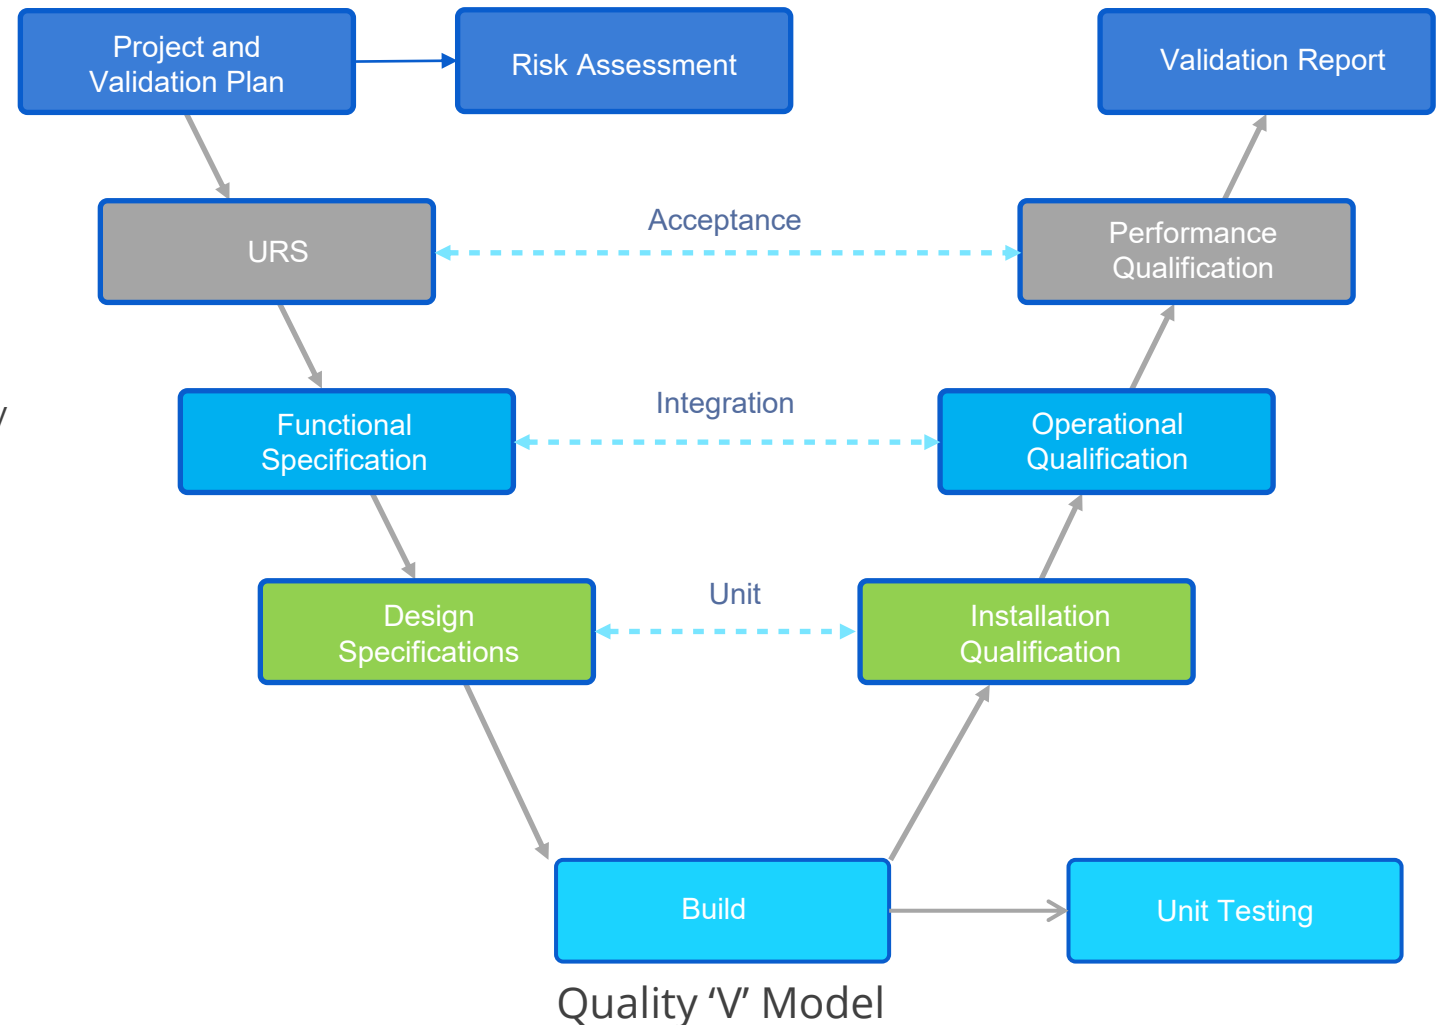 Project and
Validation Plan
Risk Assessment
Validation Report
URS
Acceptance
Performance
Qualification
Functional
Specification
Integration
Operational
Qualification
Design
Specifications
Unit
Installation
Qualification
Build
Unit Testing
Quality ‘V’ Model